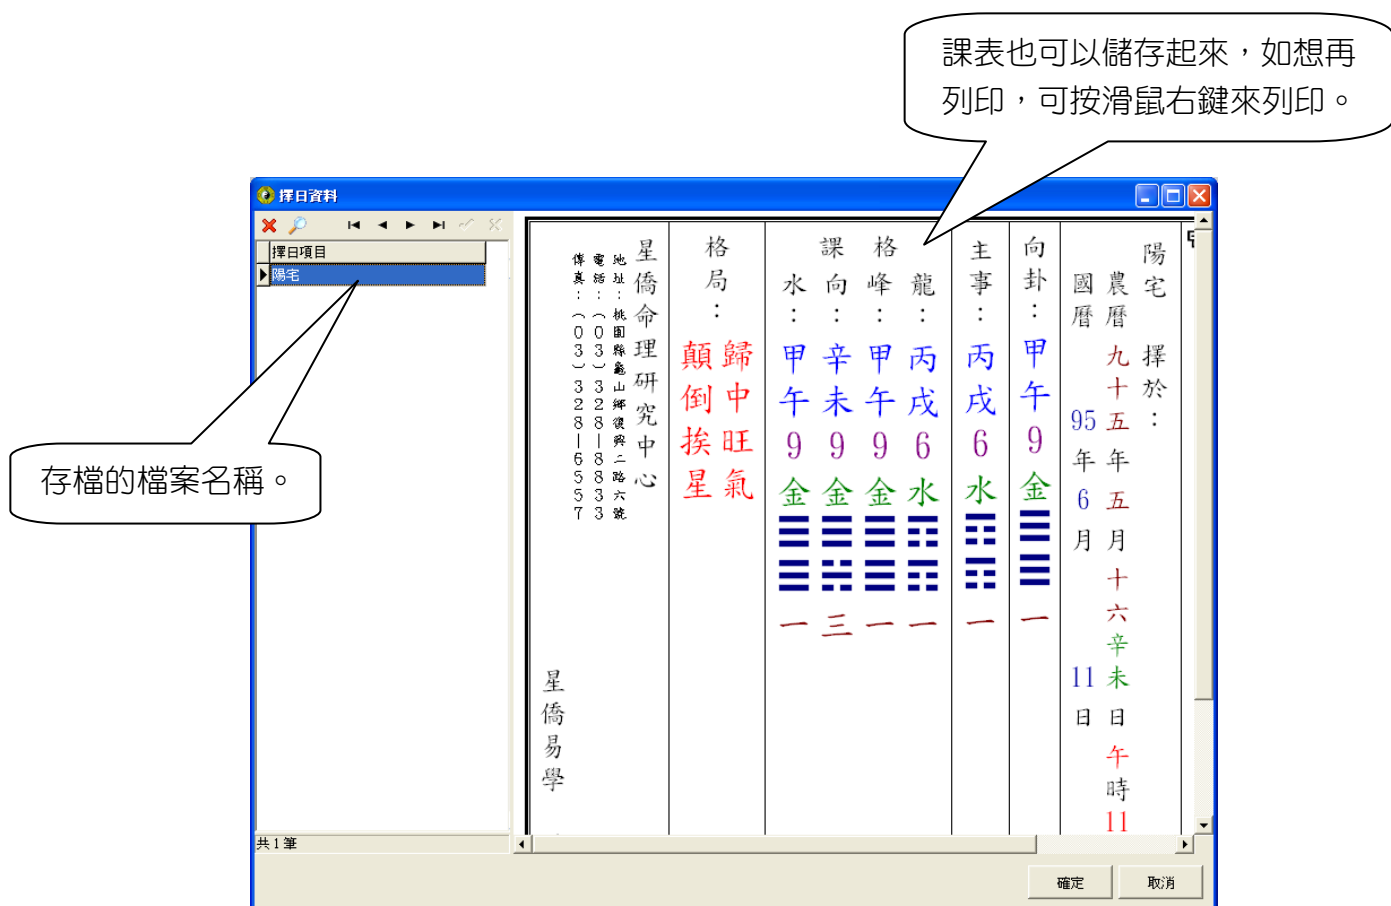 課表也可以儲存起來，如想再
列印，可按滑鼠右鍵來列印。
擇日資料
擇日項目
陽宅
存檔的檔案名稱。
共1筆
陽宅　擇於：
農曆　九十五年五月十六辛未日午時11
國曆　95年6月11日
向卦：甲午9金一
主事：丙戌6水一
格　課
龍：丙戌6水一
峰：甲午9金一
向：辛未9金三
水：甲午9金一
格局：
歸中旺氣
顛倒挨星
星僑命理研究中心
地址：桃園縣龜山鄉復興二路六號
電話：（03）328-8833
傳真：（03）328-6557
星僑易學
確定
取消